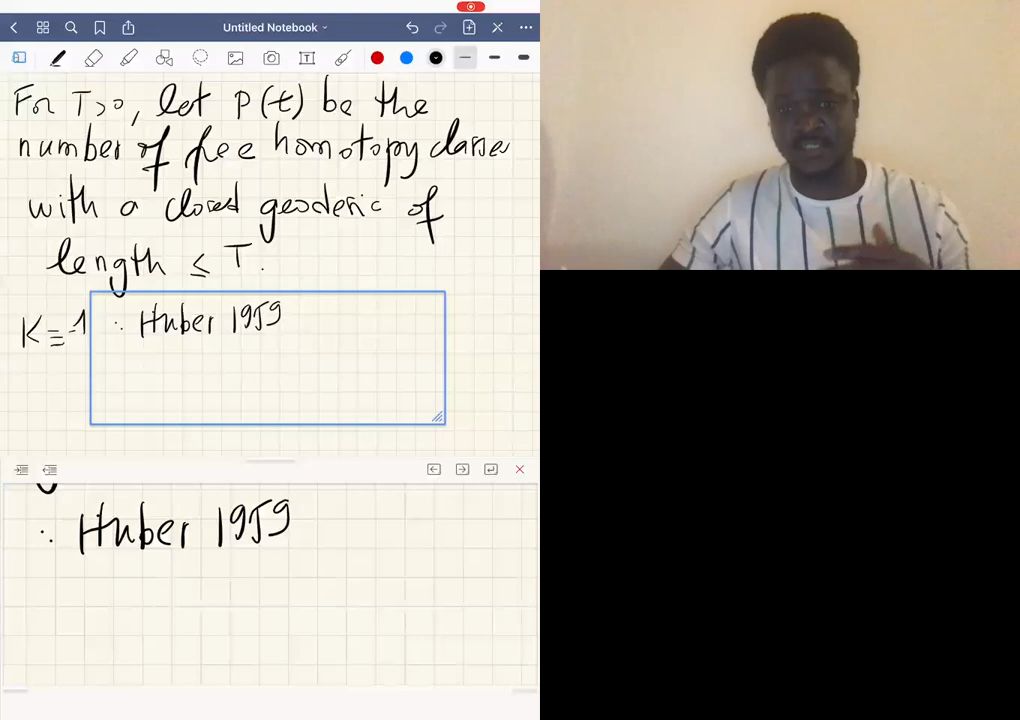 Untitled Notebook
For T>0, let P(t) be the
number of free homotopy classe
with a closed geodesic of
length ≤ T.
K≡-1 : Huber 1959
: Huber 1959